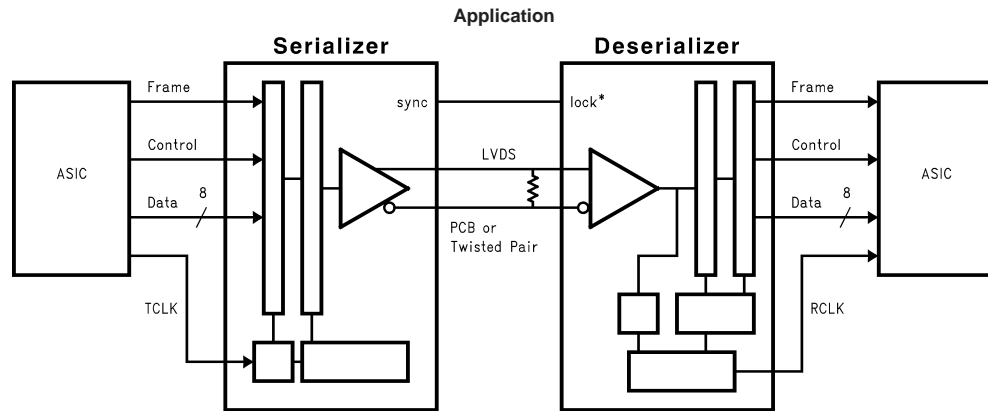 Application
Serializer
Deserializer
Frame
sync
lock*
Frame
Control
LVDS
Control
ASIC
ASIC
8
Data
8
Data
PCB or
Twisted Pair
TCLK
RCLK